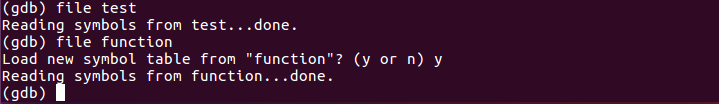 (gdb) file test
Reading symbols from test...done.
(gdb) file function
Load new symbol table from "function"? (y or n) y
Reading symbols from function...done.
(gdb)